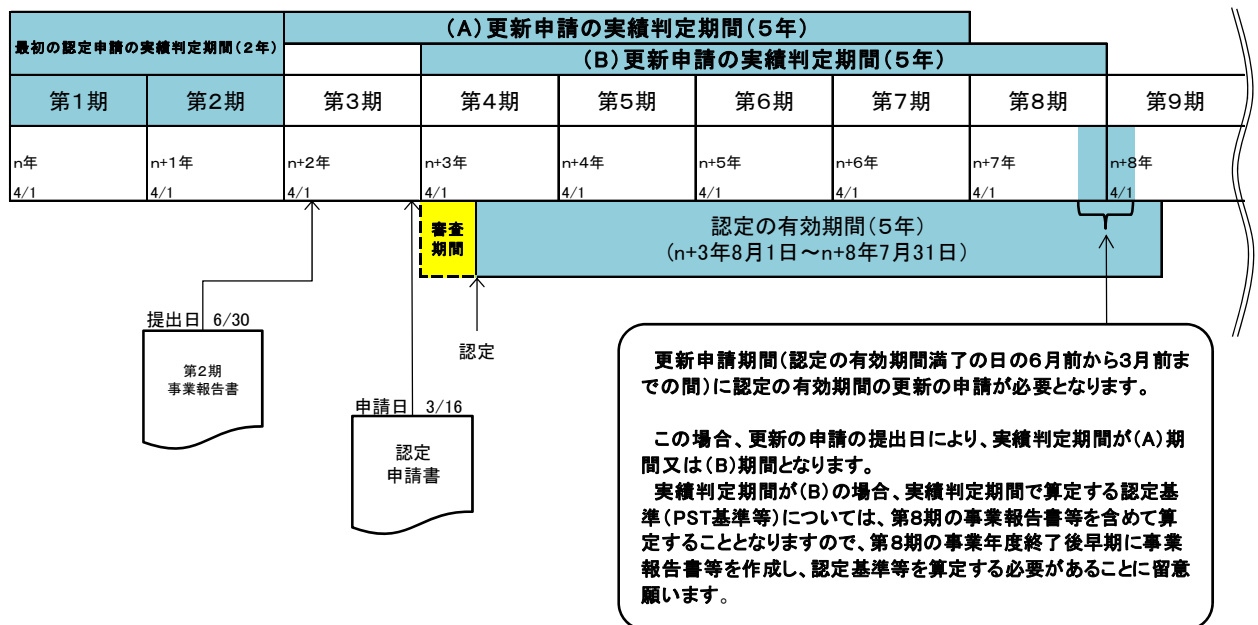 (A)更新申請の実績判定期間(5年)
最初の認定申請の実績判定期間(2年)
(B)更新申請の実績判定期間(5年)
第1期 第2期 第3期 第4期 第5期 第6期 第7期 第8期 第9期
n年 n+1年 n+2年 n+3年 n+4年 n+5年 n+6年 n+7年 n+8年
4/1 4/1 4/1 4/1 4/1 4/1 4/1 4/1 4/1
審査
期間
認定の有効期間(5年)
(n+3年8月1日~n+8年7月31日)
提出日 6/30
第2期
事業報告書
認定
申請日 3/16
認定
申請書
更新申請期間(認定の有効期間満了の日の6月前から3月前ま
での間)に認定の有効期間の更新の申請が必要となります。
この場合、更新の申請の提出日により、実績判定期間が(A)期
間又は(B)期間となります。
実績判定期間が(B)の場合、実績判定期間で算定する認定基
準(PST基準等)については、第8期の事業報告書等を含めて算
定することとなりますので、第8期の事業年度終了後早期に事業
報告書等を作成し、認定基準等を算定する必要があることに留意
願います。